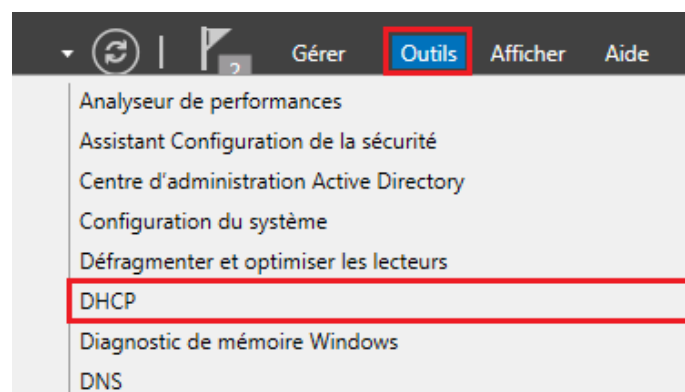 2 Gérer Outils Afficher Aide
Analyseur de performances
Assistant Configuration de la sécurité
Centre d'administration Active Directory
Configuration du système
Défragmenter et optimiser les lecteurs
DHCP
Diagnostic de mémoire Windows
DNS